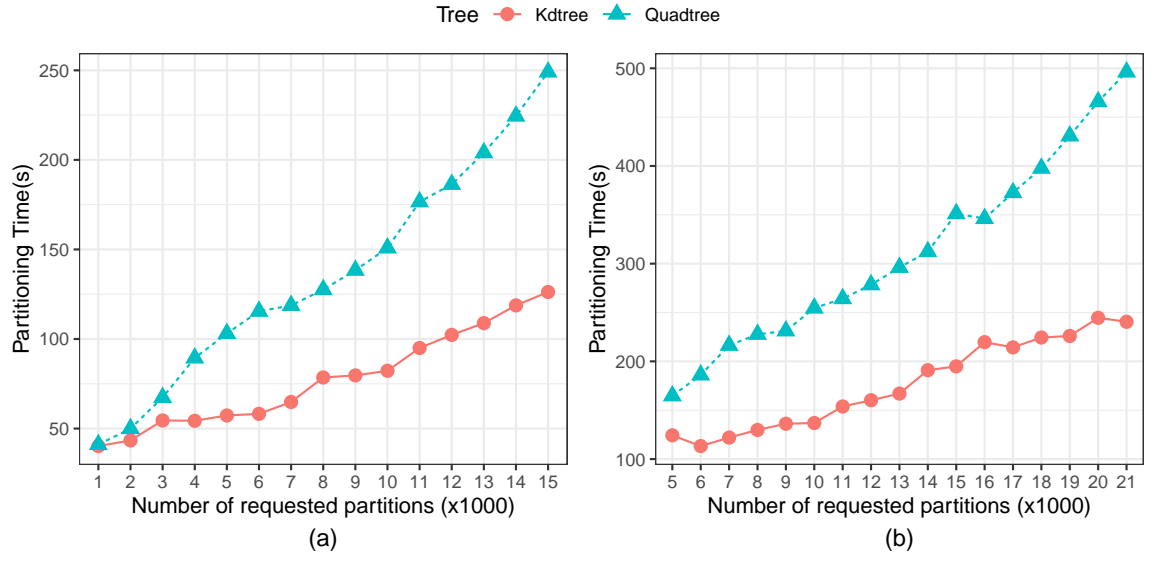 Tree Kdtree Quadtree
Partitioning Time(s)
250
200
150
100
50
1 2 3 4 5 6 7 8 9 10 11 12 13 14 15
Number of requested partitions (x1000)
(a)
Partitioning Time(s)
500
400
300
200
100
5 6 7 8 9 10 11 12 13 14 15 16 17 18 19 20 21
Number of requested partitions (x1000)
(b)